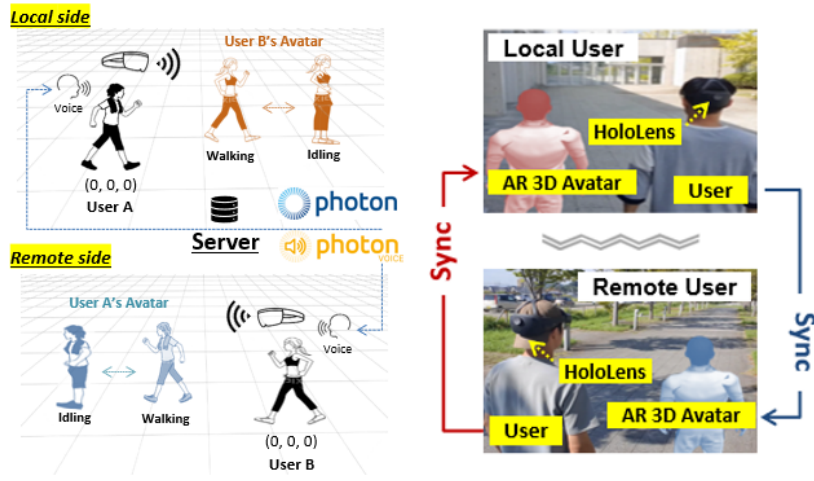 Local side
User B's Avatar
Voice
Walking
Idling
(0, 0, 0)
User A
photon
Server
photon
VOICE
Remote side
User A's Avatar
Voice
Idling
Walking
(0, 0, 0)
User B
Local User
HoloLens
AR 3D Avatar
User
Sync
Sync
Remote User
HoloLens
AR 3D Avatar
User